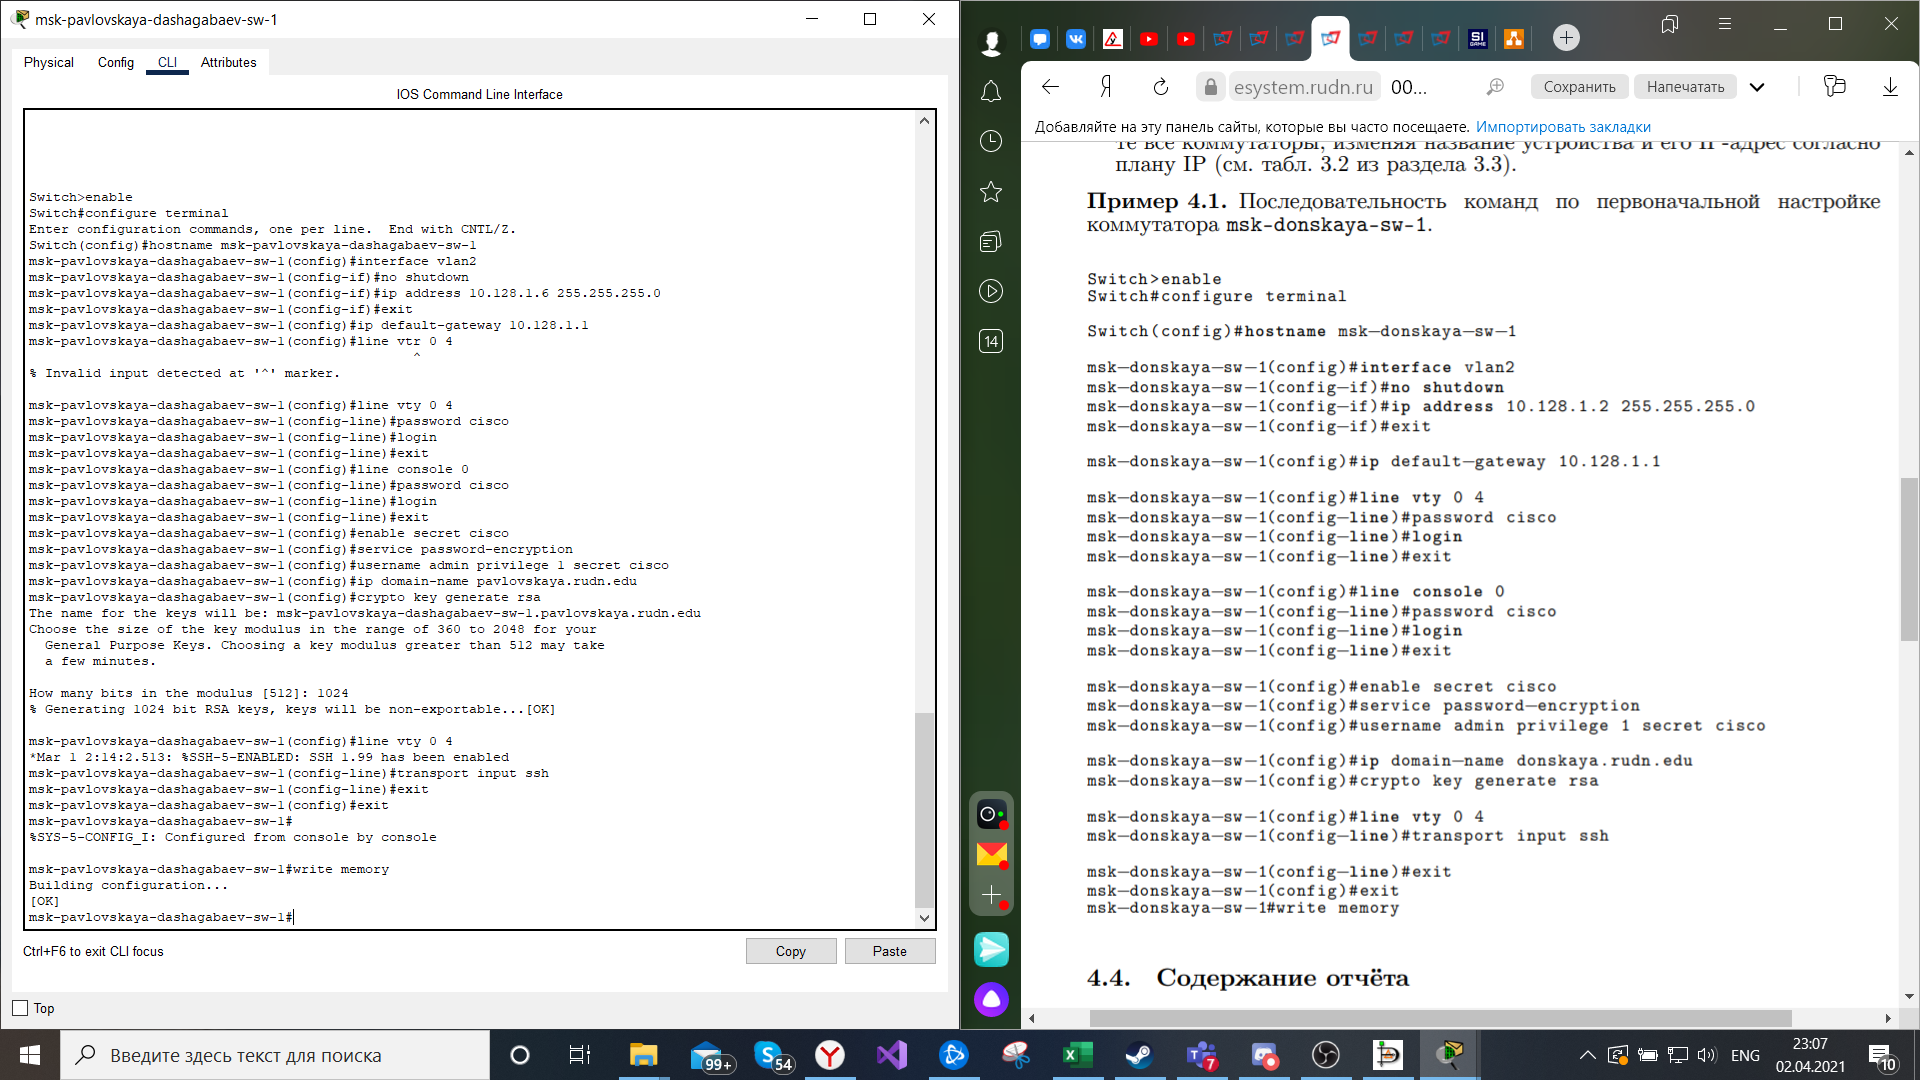 msk-pavlovskaya-dashagabaev-sw-1
Physical
Config
CLI
Attributes
IOS Command Line Interface
Switch>enable
Switch#configure terminal
Enter configuration commands, one per line.  End with CNTL/Z.
Switch(config)#hostname msk-pavlovskaya-dashagabaev-sw-1
msk-pavlovskaya-dashagabaev-sw-1(config)#interface vlan2
msk-pavlovskaya-dashagabaev-sw-1(config-if)#no shutdown
msk-pavlovskaya-dashagabaev-sw-1(config-if)#ip address 10.128.1.6 255.255.255.0
msk-pavlovskaya-dashagabaev-sw-1(config-if)#exit
msk-pavlovskaya-dashagabaev-sw-1(config)#ip default-gateway 10.128.1.1
msk-pavlovskaya-dashagabaev-sw-1(config)#line vtr 0 4
^
% Invalid input detected at '^' marker.
msk-pavlovskaya-dashagabaev-sw-1(config)#line vty 0 4
msk-pavlovskaya-dashagabaev-sw-1(config-line)#password cisco
msk-pavlovskaya-dashagabaev-sw-1(config-line)#login
msk-pavlovskaya-dashagabaev-sw-1(config-line)#exit
msk-pavlovskaya-dashagabaev-sw-1(config)#line console 0
msk-pavlovskaya-dashagabaev-sw-1(config-line)#password cisco
msk-pavlovskaya-dashagabaev-sw-1(config-line)#login
msk-pavlovskaya-dashagabaev-sw-1(config-line)#exit
msk-pavlovskaya-dashagabaev-sw-1(config)#enable secret cisco
msk-pavlovskaya-dashagabaev-sw-1(config)#service password-encryption
msk-pavlovskaya-dashagabaev-sw-1(config)#username admin privilege 1 secret cisco
msk-pavlovskaya-dashagabaev-sw-1(config)#ip domain-name pavlovskaya.rudn.edu
msk-pavlovskaya-dashagabaev-sw-1(config)#crypto key generate rsa
The name for the keys will be: msk-pavlovskaya-dashagabaev-sw-1.pavlovskaya.rudn.edu
Choose the size of the key modulus in the range of 360 to 2048 for your
General Purpose Keys. Choosing a key modulus greater than 512 may take
a few minutes.
How many bits in the modulus [512]: 1024
% Generating 1024 bit RSA keys, keys will be non-exportable...[OK]
msk-pavlovskaya-dashagabaev-sw-1(config)#line vty 0 4
*Mar 1 2:14:2.513: %SSH-5-ENABLED: SSH 1.99 has been enabled
msk-pavlovskaya-dashagabaev-sw-1(config-line)#transport input ssh
msk-pavlovskaya-dashagabaev-sw-1(config-line)#exit
msk-pavlovskaya-dashagabaev-sw-1(config)#exit
msk-pavlovskaya-dashagabaev-sw-1#
%SYS-5-CONFIG_I: Configured from console by console
msk-pavlovskaya-dashagabaev-sw-1#write memory
Building configuration...
[OK]
msk-pavlovskaya-dashagabaev-sw-1#
Ctrl+F6 to exit CLI focus
Copy
Paste
Top
14
esystem.rudn.ru
00...
Сохранить
Напечатать
Добавляйте на эту панель сайты, которые вы часто посещаете. Импортировать закладки
те все коммутаторы, изменяя название устройства и его IP-адрес согласно
плану IP (см. табл. 3.2 из раздела 3.3).
Пример 4.1. Последовательность команд по первоначальной настройке
коммутатора msk-donskaya-sw-1.
Switch>enable
Switch#configure terminal
Switch(config)#hostname msk-donskaya-sw-1
msk-donskaya-sw-1(config)#interface vlan2
msk-donskaya-sw-1(config-if)#no shutdown
msk-donskaya-sw-1(config-if)#ip address 10.128.1.2 255.255.255.0
msk-donskaya-sw-1(config-if)#exit
msk-donskaya-sw-1(config)#ip default-gateway 10.128.1.1
msk-donskaya-sw-1(config)#line vty 0 4
msk-donskaya-sw-1(config-line)#password cisco
msk-donskaya-sw-1(config-line)#login
msk-donskaya-sw-1(config-line)#exit
msk-donskaya-sw-1(config)#line console 0
msk-donskaya-sw-1(config-line)#password cisco
msk-donskaya-sw-1(config-line)#login
msk-donskaya-sw-1(config-line)#exit
msk-donskaya-sw-1(config)#enable secret cisco
msk-donskaya-sw-1(config)#service password-encryption
msk-donskaya-sw-1(config)#username admin privilege 1 secret cisco
msk-donskaya-sw-1(config)#ip domain-name donskaya.rudn.edu
msk-donskaya-sw-1(config)#crypto key generate rsa
msk-donskaya-sw-1(config)#line vty 0 4
msk-donskaya-sw-1(config-line)#transport input ssh
msk-donskaya-sw-1(config-line)#exit
msk-donskaya-sw-1(config)#exit
msk-donskaya-sw-1#write memory
4.4. Содержание отчёта
Введите здесь текст для поиска
99+
54
7
ENG
23:07
02.04.2021
10